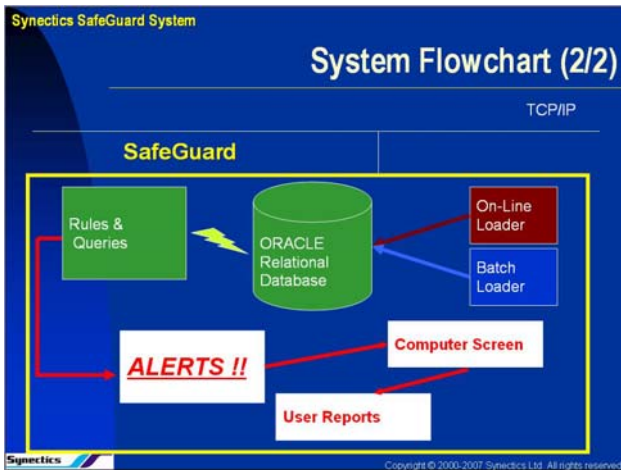 Synectics SafeGuard System
System Flowchart (2/2)
TCP/IP
SafeGuard
Rules &
Queries
ORACLE
Relational
Database
On-Line
Loader
Batch
Loader
ALERTS !!
Computer Screen
User Reports
Synectics
Copyright © 2000-2007 Synectics Ltd. All rights reserved